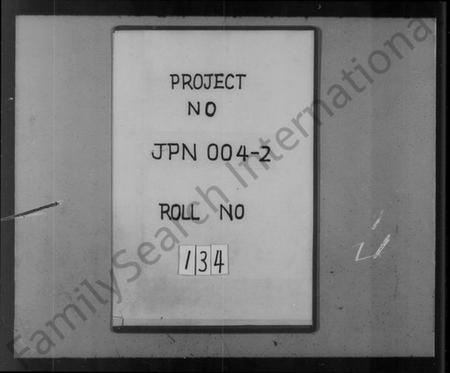 PROJECT
NO
JPN 004-2
ROLL NO
134
FamilySearch International